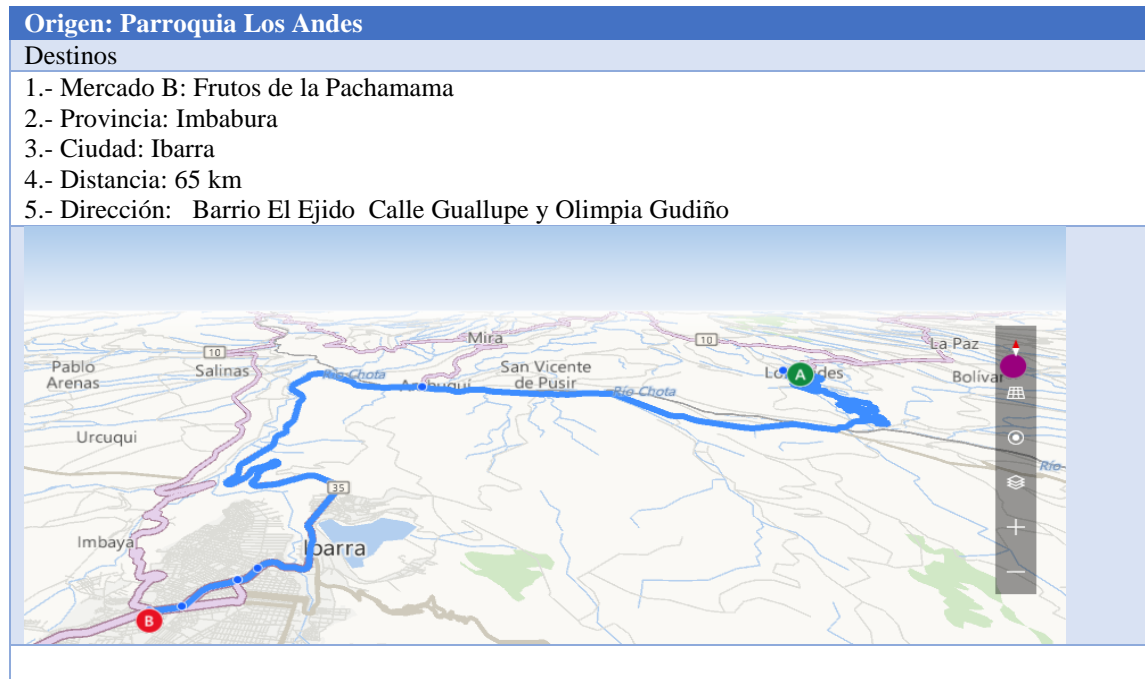 Origen: Parroquia Los Andes
Destinos
1.- Mercado B: Frutos de la Pachamama
2.- Provincia: Imbabura
3.- Ciudad: Ibarra
4.- Distancia: 65 km
5.- Dirección: Barrio El Ejido Calle Guallupe y Olimpia Gudiño
Mira
10
10
La Paz
Pablo
Arenas
Salinas
Río Chota
San Vicente
de Pusir
Río Chota
A
des
Bolívar
Urcuqui
Río-
35
Imbaya
Ibarra
B